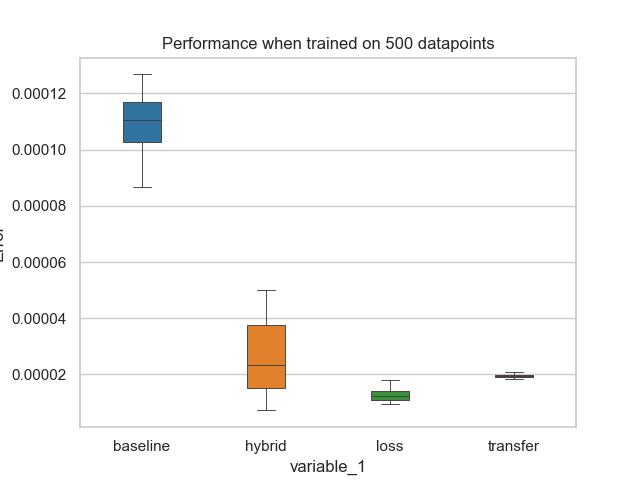 Performance when trained on 500 datapoints
0.00012
0.00010
0.00008
0.00006
0.00004
0.00002
baseline hybrid loss transfer
variable_1